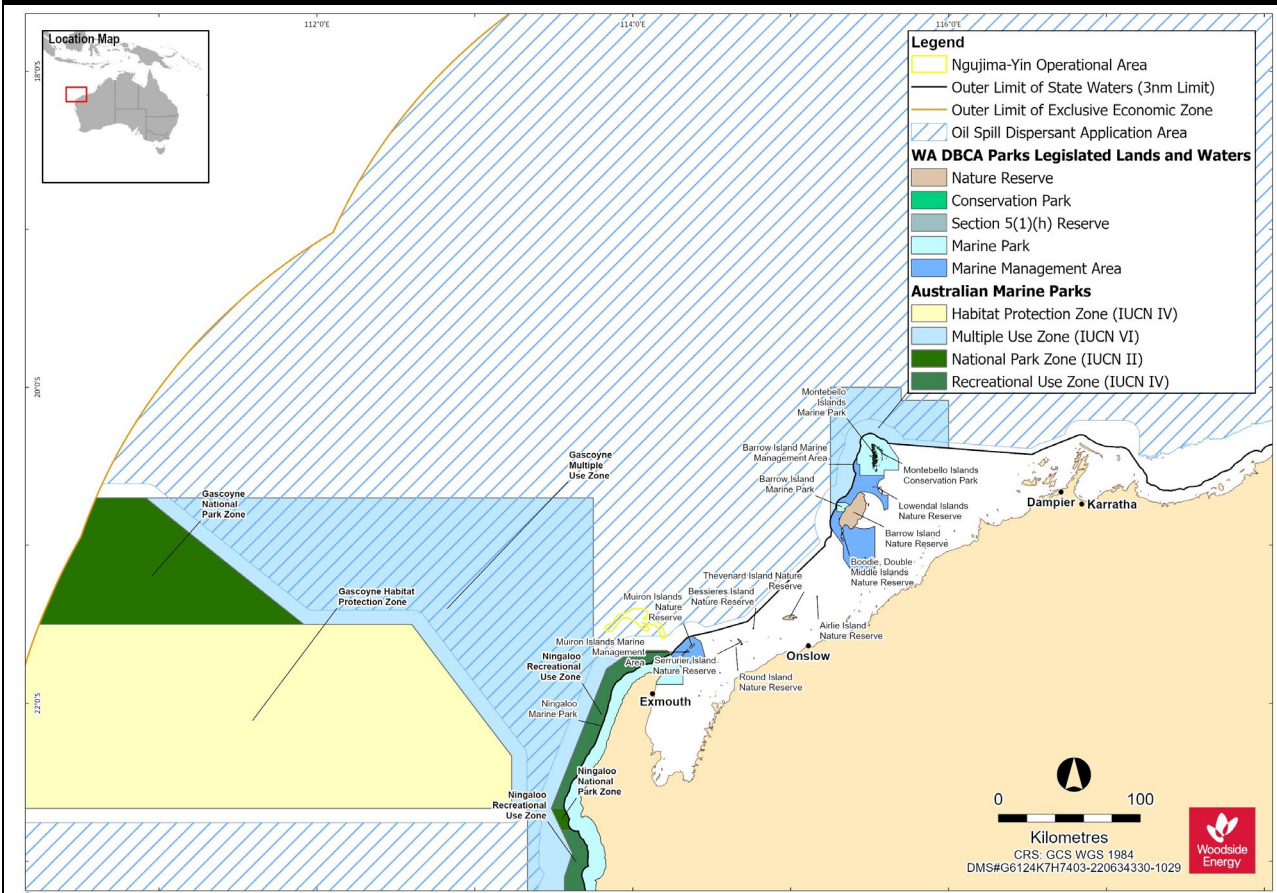 112°0'E
114°0'E
116°0'E
18°0'S
20°0'S
22°0'S
Location Map
Legend
Ngujima-Yin Operational Area
Outer Limit of State Waters (3nm Limit)
Outer Limit of Exclusive Economic Zone
Oil Spill Dispersant Application Area
WA DBCA Parks Legislated Lands and Waters
Nature Reserve
Conservation Park
Section 5(1)(h) Reserve
Marine Park
Marine Management Area
Australian Marine Parks
Habitat Protection Zone (IUCN IV)
Multiple Use Zone (IUCN VI)
National Park Zone (IUCN II)
Recreational Use Zone (IUCN IV)
Montebello
Islands
Marine Park
Barrow Island Marine
Management Area
Barrow Island
Marine Park
Montebello Islands
Conservation Park
Lowendal Islands
Nature Reserve
Barrow Island
Nature Reserve
Boodie, Double
Middle Islands
Nature Reserve
Dampier
Karratha
Gascoyne
Multiple
Use Zone
Gascoyne
National
Park Zone
Gascoyne Habitat
Protection Zone
Thevenard Island Nature
Reserve
Bessieres Island
Nature Reserve
Muiron Islands
Nature
Reserve
Airlie Island
Nature Reserve
Muiron Islands Marine
Management
Area
Serrurier Island
Nature Reserve
Onslow
Round Island
Nature Reserve
Ningaloo
Recreational
Use Zone
Ningaloo
Marine Park
Exmouth
Ningaloo
National
Park Zone
Ningaloo
Recreational
Use Zone
0
100
Kilometres
CRS: GCS WGS 1984
DMS#G6124K7H7403-220634330-1029
Woodside
Energy